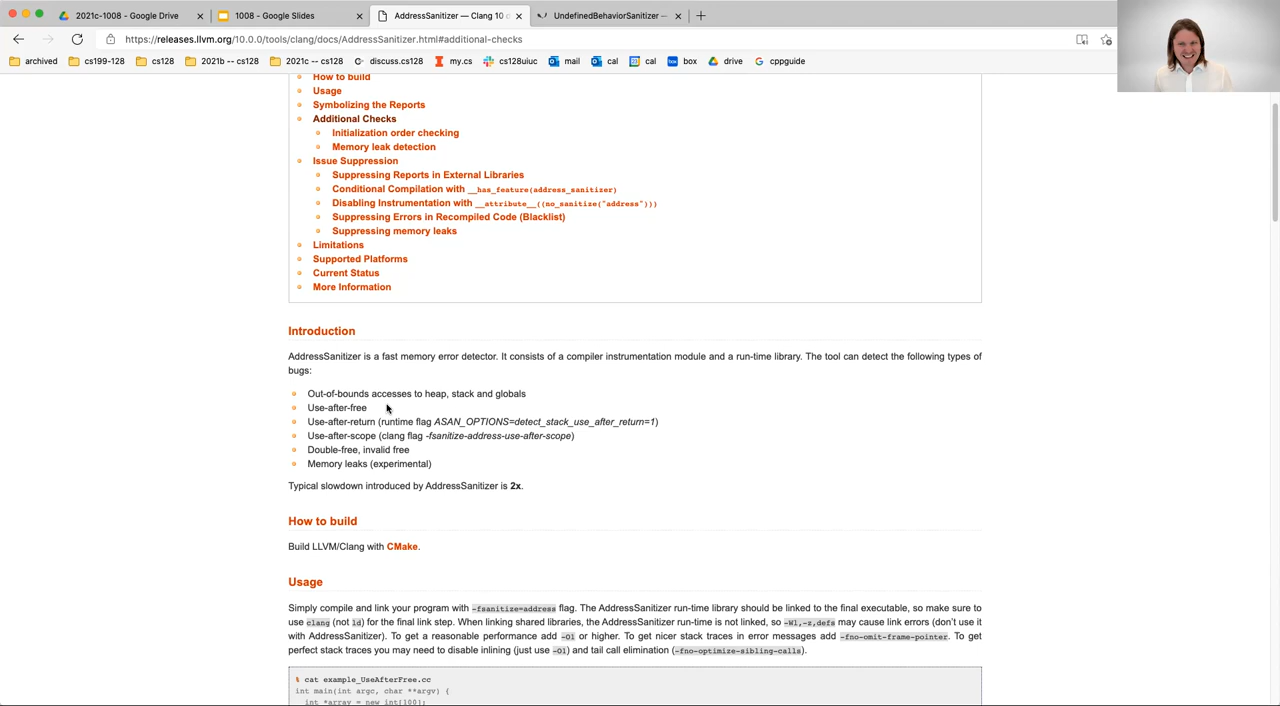 2021c-1008 - Google Drive
1008 - Google Slides
AddressSanitizer — Clang 10 
UndefinedBehaviorSanitizer —
https://releases.llvm.org/10.0.0/tools/clang/docs/AddressSanitizer.html#additional-checks
archived cs199-128 cs128 2021b -- cs128 2021c -- cs128 discuss.cs128 my.cs cs128uiuc mail cal cal box drive cppguide
How to build
Usage
Symbolizing the Reports
Additional Checks
Initialization order checking
Memory leak detection
Issue Suppression
Suppressing Reports in External Libraries
Conditional Compilation with __has_feature(address_sanitizer)
Disabling Instrumentation with __attribute__((no_sanitize("address")))
Suppressing Errors in Recompiled Code (Blacklist)
Suppressing memory leaks
Limitations
Supported Platforms
Current Status
More Information
Introduction
AddressSanitizer is a fast memory error detector. It consists of a compiler instrumentation module and a run-time library. The tool can detect the following types of
bugs:
Out-of-bounds accesses to heap, stack and globals
Use-after-free
Use-after-return (runtime flag ASAN_OPTIONS=detect_stack_use_after_return=1)
Use-after-scope (clang flag -fsanitize-address-use-after-scope)
Double-free, invalid free
Memory leaks (experimental)
Typical slowdown introduced by AddressSanitizer is 2x.
How to build
Build LLVM/Clang with CMake.
Usage
Simply compile and link your program with -fsanitize=address flag. The AddressSanitizer run-time library should be linked to the final executable, so make sure to
use clang (not ld) for the final link step. When linking shared libraries, the AddressSanitizer run-time is not linked, so -Wl,-z,defs may cause link errors (don't use it
with AddressSanitizer). To get a reasonable performance add -O1 or higher. To get nicer stack traces in error messages add -fno-omit-frame-pointer. To get
perfect stack traces you may need to disable inlining (just use -O1) and tail call elimination (-fno-optimize-sibling-calls).
% cat example_UseAfterFree.cc
int main(int argc, char **argv) {
int *array = new int[100];